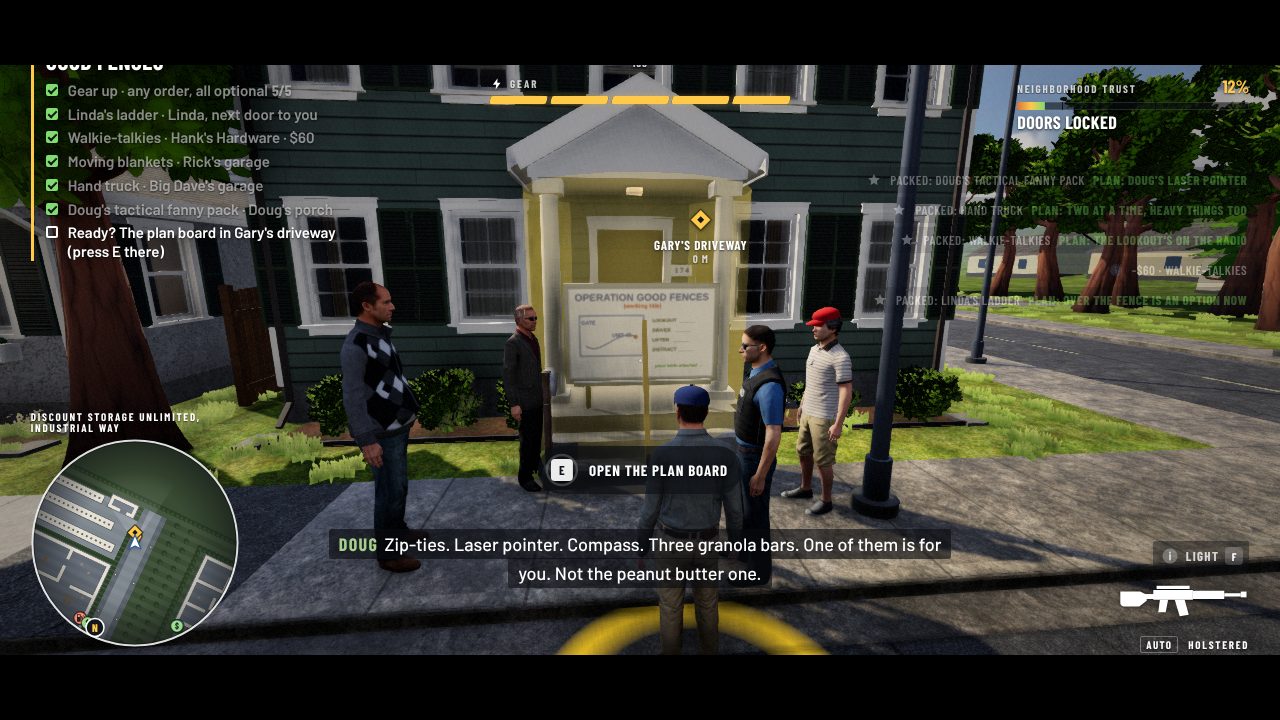 GOOD FENCES
Gear up · any order, all optional 5/5
Linda's ladder · Linda, next door to you
Walkie-talkies · Hank's Hardware · $60
Moving blankets · Rick's garage
Hand truck · Big Dave's garage
Doug's tactical fanny pack · Doug's porch
Ready? The plan board in Gary's driveway
(press E there)
GEAR
NEIGHBORHOOD TRUST 12%
DOORS LOCKED
PACKED: DOUG'S TACTICAL FANNY PACK PLAN: DOUG'S LASER POINTER
PACKED: HAND TRUCK PLAN: TWO AT A TIME, HEAVY THINGS TOO
PACKED: WALKIE-TALKIES PLAN: THE LOOKOUT'S ON THE RADIO
-$60 · WALKIE-TALKIES
PACKED: LINDA'S LADDER PLAN: OVER THE FENCE IS AN OPTION NOW
GARY'S DRIVEWAY
0 M
174
OPERATION GOOD FENCES
(working title)
GATE
LOOKOUT
DRIVER
LIFTER
DISTRACT
E OPEN THE PLAN BOARD
DISCOUNT STORAGE UNLIMITED,
INDUSTRIAL WAY
N
$
DOUG Zip-ties. Laser pointer. Compass. Three granola bars. One of them is for
you. Not the peanut butter one.
LIGHT F
AUTO HOLSTERED